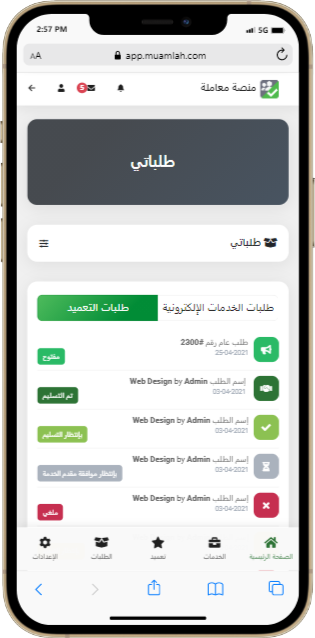 2:57 PM
5G
AA
app.muamlah.com
منصة معاملة
5
طلباتي
طلباتي
طلبات الخدمات الإلكترونية
طلبات التعميد
طلب عام رقم #2300
25-04-2021
مفتوح
إسم الطلب Web Design by Admin
03-04-2021
تم التسليم
إسم الطلب Web Design by Admin
03-04-2021
بإنتظار التسليم
إسم الطلب Web Design by Admin
03-04-2021
بإنتظار موافقة مقدم الخدمة
إسم الطلب Web Design by Admin
03-04-2021
ملغي
الصفحة الرئيسية
الخدمات
تعميد
الطلبات
الإعدادات